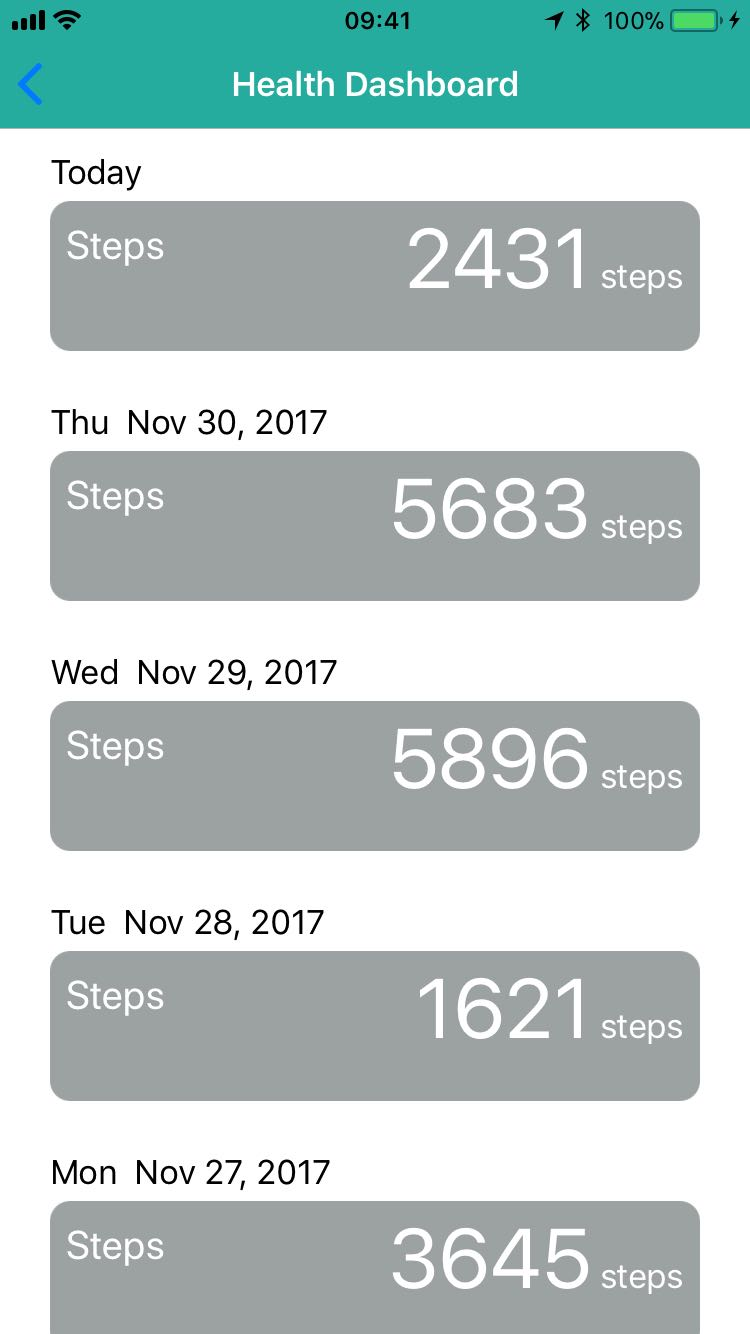 09:41 100%
Health Dashboard
Today
Steps 2431 steps
Thu Nov 30, 2017
Steps 5683 steps
Wed Nov 29, 2017
Steps 5896 steps
Tue Nov 28, 2017
Steps 1621 steps
Mon Nov 27, 2017
Steps 3645 steps